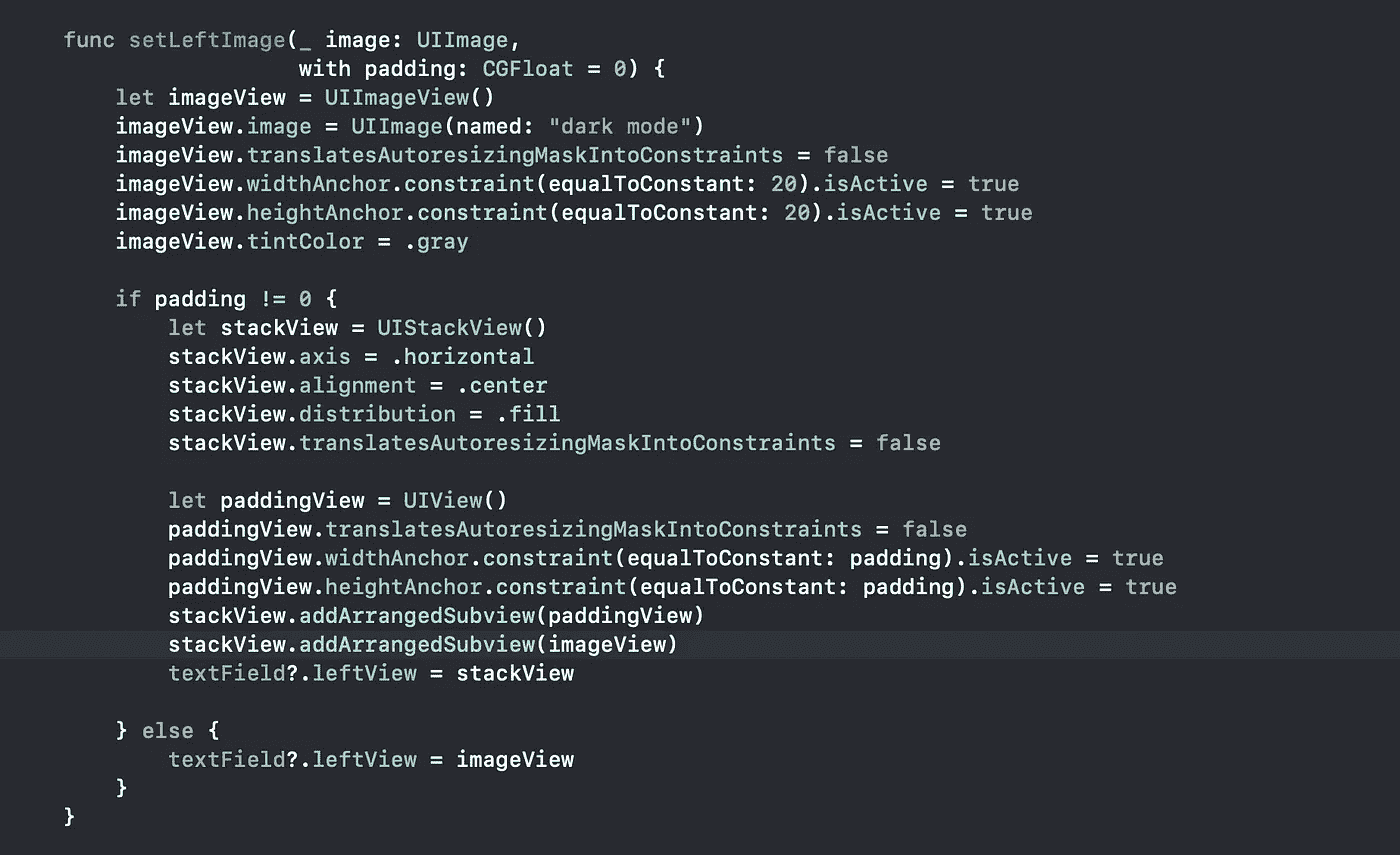 func setLeftImage(_ image: UIImage,
                  with padding: CGFloat = 0) {
    let imageView = UIImageView()
    imageView.image = UIImage(named: "dark mode")
    imageView.translatesAutoresizingMaskIntoConstraints = false
    imageView.widthAnchor.constraint(equalToConstant: 20).isActive = true
    imageView.heightAnchor.constraint(equalToConstant: 20).isActive = true
    imageView.tintColor = .gray

    if padding != 0 {
        let stackView = UIStackView()
        stackView.axis = .horizontal
        stackView.alignment = .center
        stackView.distribution = .fill
        stackView.translatesAutoresizingMaskIntoConstraints = false

        let paddingView = UIView()
        paddingView.translatesAutoresizingMaskIntoConstraints = false
        paddingView.widthAnchor.constraint(equalToConstant: padding).isActive = true
        paddingView.heightAnchor.constraint(equalToConstant: padding).isActive = true
        stackView.addArrangedSubview(paddingView)
        stackView.addArrangedSubview(imageView)
        textField?.leftView = stackView

    } else {
        textField?.leftView = imageView
    }
}